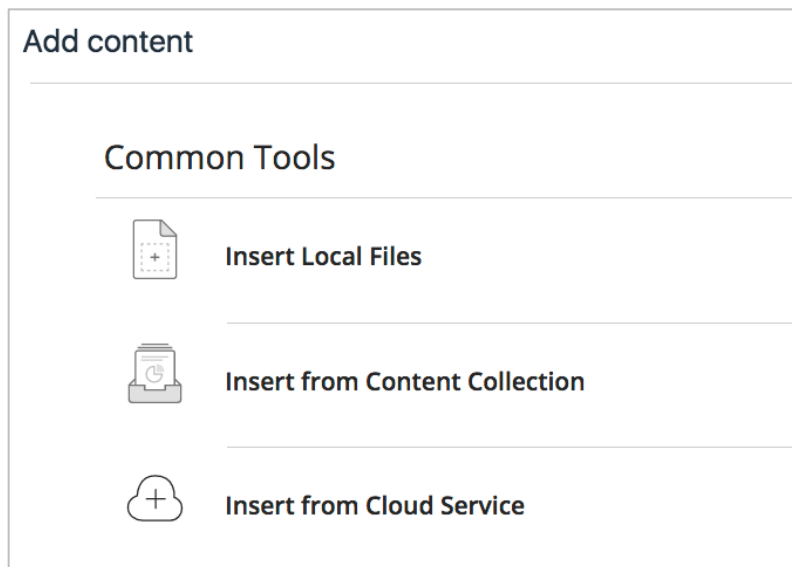 Add content
Common Tools
Insert Local Files
Insert from Content Collection
Insert from Cloud Service